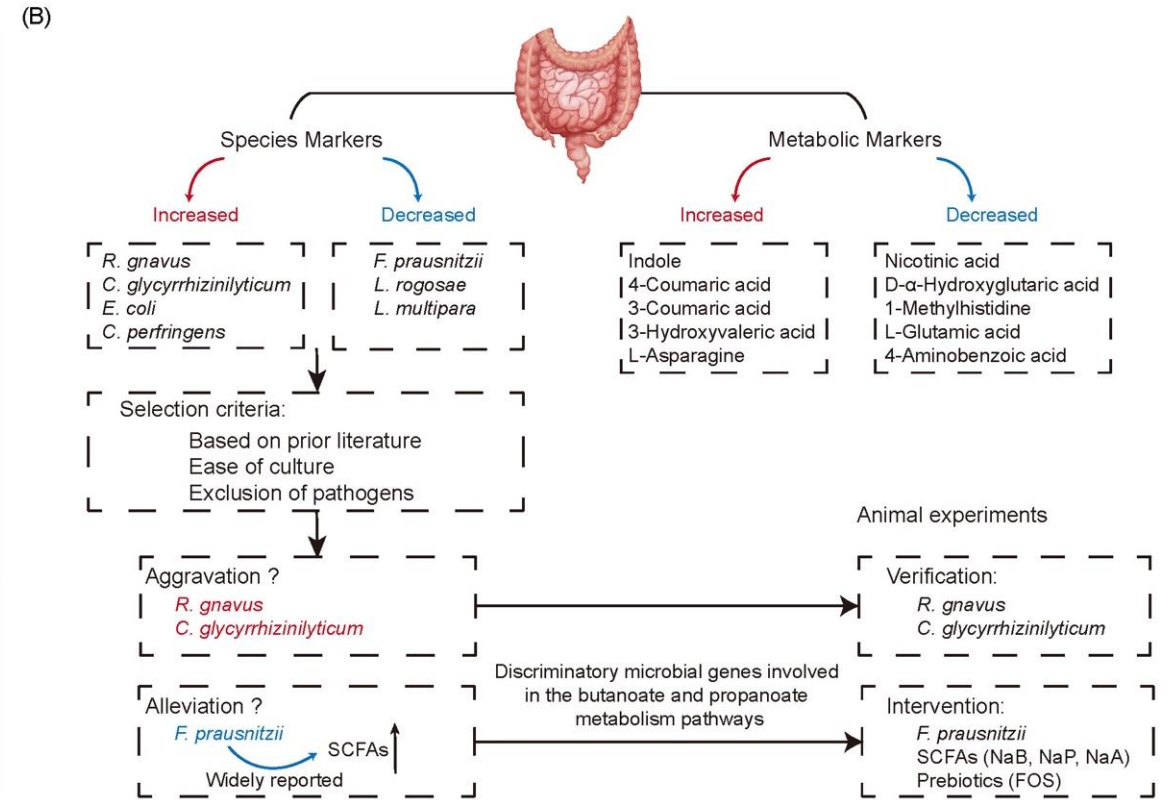 (B)
Species Markers
Metabolic Markers
Increased
Decreased
Increased
Decreased
R. gnavus
C. glycyrrhizinilyticum
E. coli
C. perfringens
F. prausnitzii
L. rogosae
L. multipara
Indole
4-Coumaric acid
3-Coumaric acid
3-Hydroxyvaleric acid
L-Asparagine
Nicotinic acid
D-α-Hydroxyglutaric acid
1-Methylhistidine
L-Glutamic acid
4-Aminobenzoic acid
Selection criteria:
Based on prior literature
Ease of culture
Exclusion of pathogens
Animal experiments
Aggravation ?
R. gnavus
C. glycyrrhizinilyticum
Verification:
R. gnavus
C. glycyrrhizinilyticum
Discriminatory microbial genes involved
in the butanoate and propanoate
metabolism pathways
Alleviation ?
F. prausnitzii
SCFAs
Widely reported
Intervention:
F. prausnitzii
SCFAs (NaB, NaP, NaA)
Prebiotics (FOS)